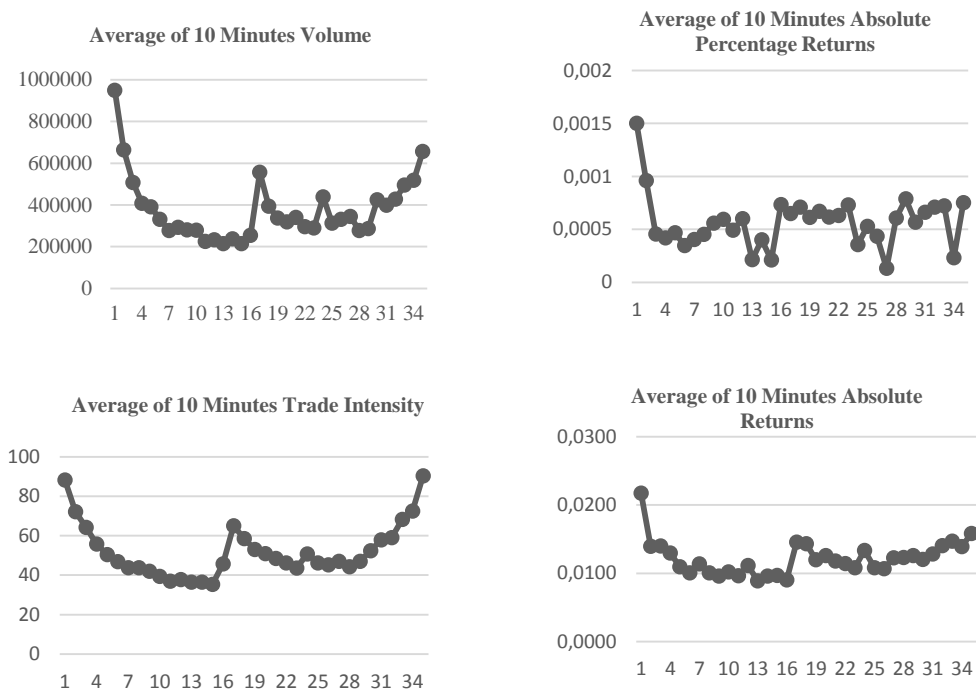 Average of 10 Minutes Volume
1000000
800000
600000
400000
200000
0
1 4 7 10 13 16 19 22 25 28 31 34
Average of 10 Minutes Absolute
Percentage Returns
0,002
0,0015
0,001
0,0005
0
1 4 7 10 13 16 19 22 25 28 31 34
Average of 10 Minutes Trade Intensity
100
80
60
40
20
0
1 4 7 10 13 16 19 22 25 28 31 34
Average of 10 Minutes Absolute
Returns
0,0300
0,0200
0,0100
0,0000
1 4 7 10 13 16 19 22 25 28 31 34